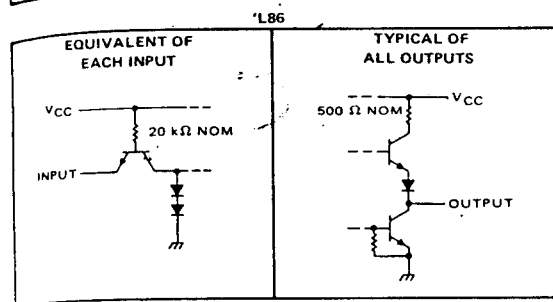 'L86
EQUIVALENT OF
EACH INPUT
VCC
20 kΩ NOM
INPUT
TYPICAL OF
ALL OUTPUTS
VCC
500 Ω NOM
OUTPUT